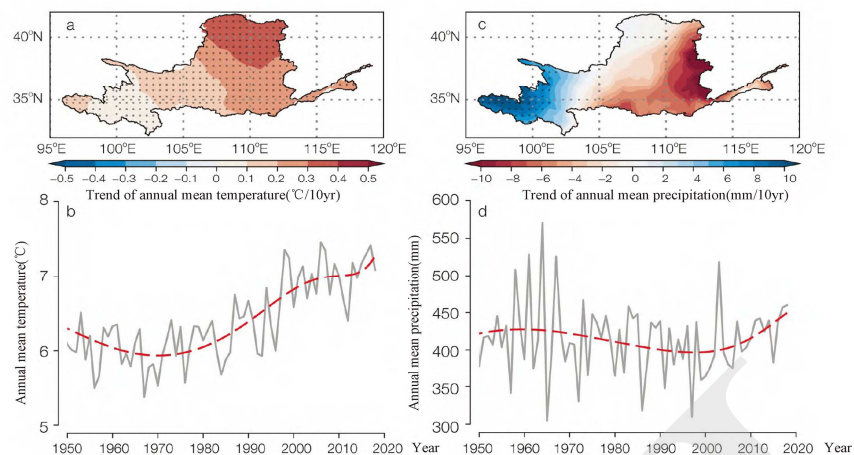 a
40°N
35°N
95°E 100°E 105°E 110°E 115°E 120°E
-0.5 -0.4 -0.3 -0.2 -0.1 0 0.1 0.2 0.3 0.4 0.5
Trend of annual mean temperature(℃/10yr)
c
40°N
35°N
95°E 100°E 105°E 110°E 115°E 120°E
-10 -8 -6 -4 -2 0 2 4 6 8 10
Trend of annual mean precipitation(mm/10yr)
b
Annual mean temperature(℃)
8
7
6
5
1950 1960 1970 1980 1990 2000 2010 2020 Year
d
Annual mean precipitation(mm)
600
550
500
450
400
350
300
1950 1960 1970 1980 1990 2000 2010 2020 Year